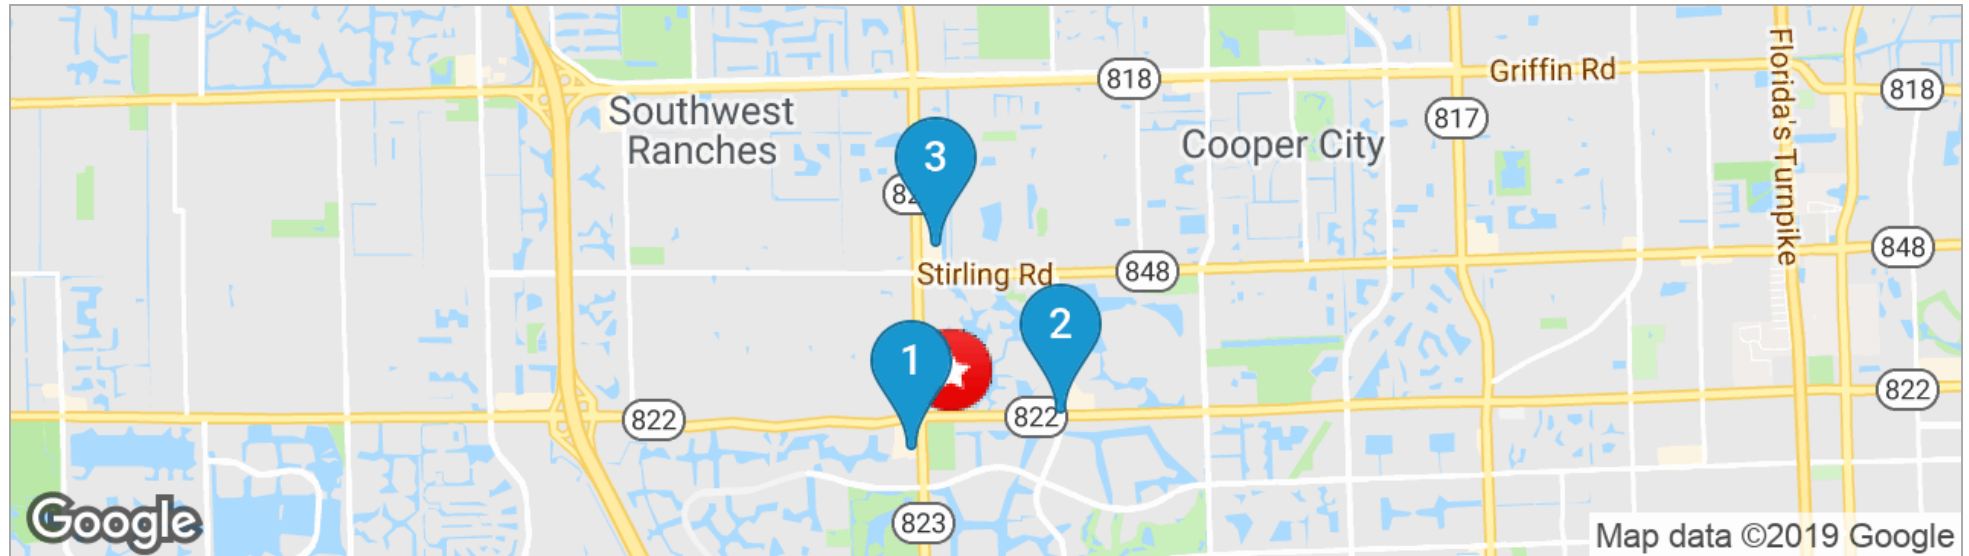 Griffin Rd
818
818
Florida's Turnpike
Southwest
Ranches
817
Cooper City
3
848
Stirling Rd
848
2
1
822
822
822
823
Google
Map data ©2019 Google